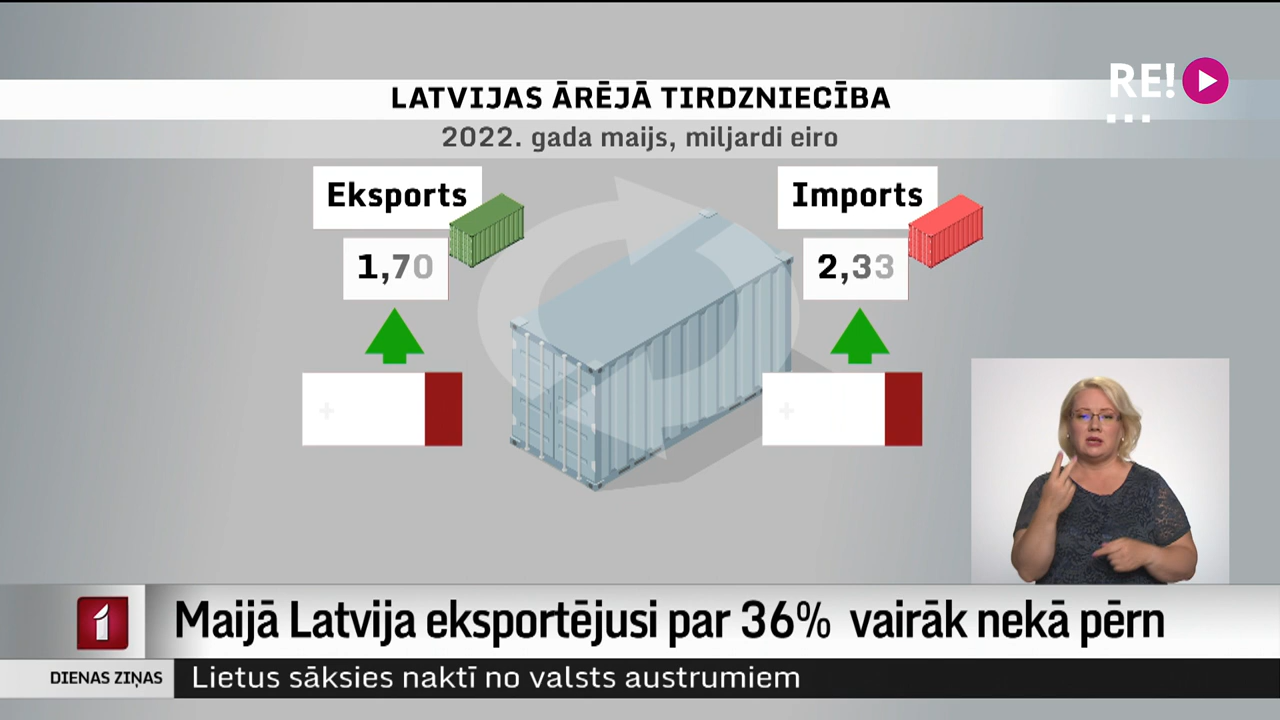 RE!
LATVIJAS ĀRĒJĀ TIRDZNIECĪBA
2022. gada maijs, miljardi eiro
Eksports
Imports
1,70
2,33
+
+
1
Maijā Latvija eksportējusi par 36% vairāk nekā pērn
DIENAS ZIŅAS
Lietus sāksies naktī no valsts austrumiem